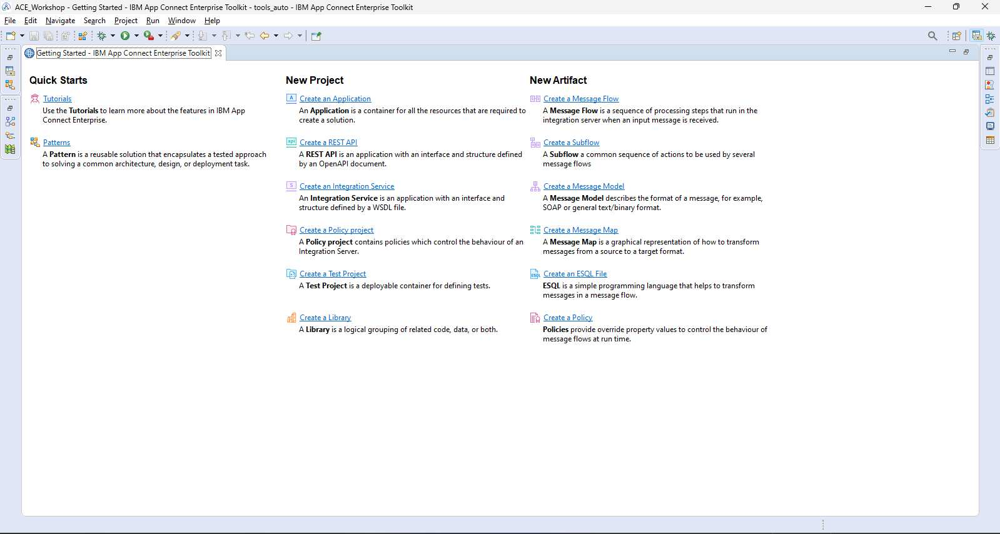 ACE_Workshop - Getting Started - IBM App Connect Enterprise Toolkit - tools_auto - IBM App Connect Enterprise Toolkit
File Edit Navigate Search Project Run Window Help
Getting Started - IBM App Connect Enterprise Toolkit
Quick Starts
Tutorials
Use the Tutorials to learn more about the features in IBM App
Connect Enterprise.
Patterns
A Pattern is a reusable solution that encapsulates a tested approach
to solving a common architecture, design, or deployment task.
New Project
A Create an Application
An Application is a container for all the resources that are required to
create a solution.
api Create a REST API
A REST API is an application with an interface and structure defined
by an OpenAPI document.
S Create an Integration Service
An Integration Service is an application with an interface and
structure defined by a WSDL file.
Create a Policy project
A Policy project contains policies which control the behaviour of an
Integration Server.
Create a Test Project
A Test Project is a deployable container for defining tests.
Create a Library
A Library is a logical grouping of related code, data, or both.
New Artifact
Create a Message Flow
A Message Flow is a sequence of processing steps that run in the
integration server when an input message is received.
Create a Subflow
A Subflow a common sequence of actions to be used by several
message flows
Create a Message Model
A Message Model describes the format of a message, for example,
SOAP or general text/binary format.
Create a Message Map
A Message Map is a graphical representation of how to transform
messages from a source to a target format.
ESQL Create an ESQL File
ESQL is a simple programming language that helps to transform
messages in a message flow.
Create a Policy
Policies provide override property values to control the behaviour of
message flows at run time.